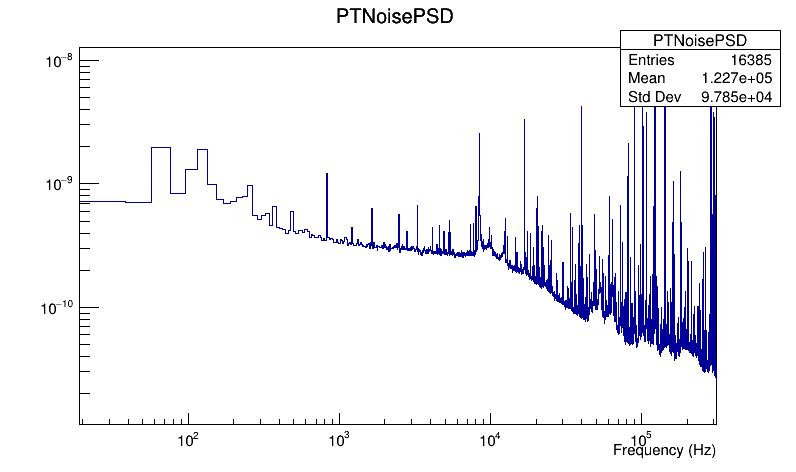 PTNoisePSD
PTNoisePSD
Entries 16385
Mean 1.227e+05
Std Dev 9.785e+04
10⁻⁸
10⁻⁹
10⁻¹⁰
10² 10³ 10⁴ 10⁵
Frequency (Hz)